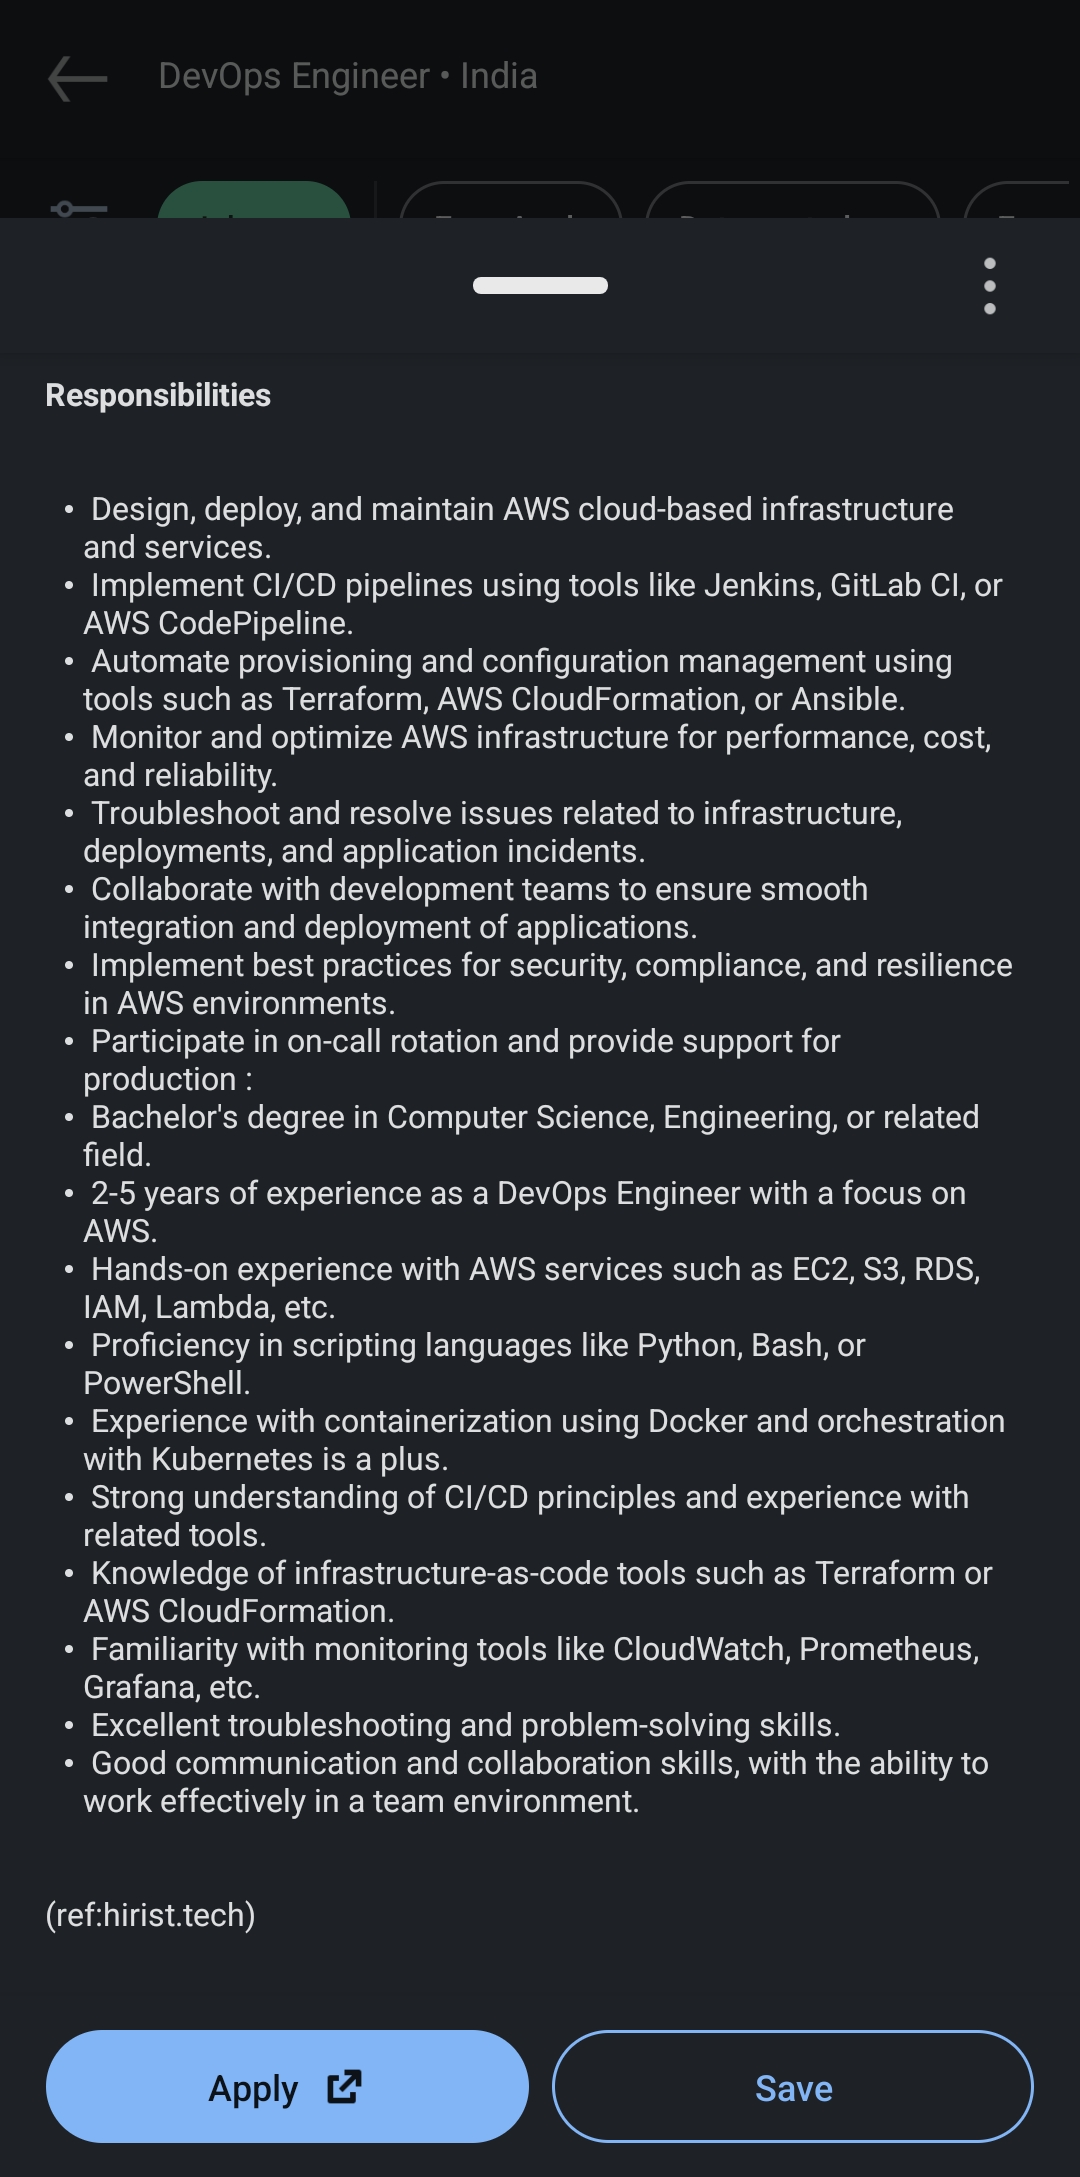 DevOps Engineer • India
Responsibilities
• Design, deploy, and maintain AWS cloud-based infrastructure
and services.
• Implement CI/CD pipelines using tools like Jenkins, GitLab CI, or
AWS CodePipeline.
• Automate provisioning and configuration management using
tools such as Terraform, AWS CloudFormation, or Ansible.
• Monitor and optimize AWS infrastructure for performance, cost,
and reliability.
• Troubleshoot and resolve issues related to infrastructure,
deployments, and application incidents.
• Collaborate with development teams to ensure smooth
integration and deployment of applications.
• Implement best practices for security, compliance, and resilience
in AWS environments.
• Participate in on-call rotation and provide support for
production :
• Bachelor's degree in Computer Science, Engineering, or related
field.
• 2-5 years of experience as a DevOps Engineer with a focus on
AWS.
• Hands-on experience with AWS services such as EC2, S3, RDS,
IAM, Lambda, etc.
• Proficiency in scripting languages like Python, Bash, or
PowerShell.
• Experience with containerization using Docker and orchestration
with Kubernetes is a plus.
• Strong understanding of CI/CD principles and experience with
related tools.
• Knowledge of infrastructure-as-code tools such as Terraform or
AWS CloudFormation.
• Familiarity with monitoring tools like CloudWatch, Prometheus,
Grafana, etc.
• Excellent troubleshooting and problem-solving skills.
• Good communication and collaboration skills, with the ability to
work effectively in a team environment.
(ref:hirist.tech)
Apply
Save